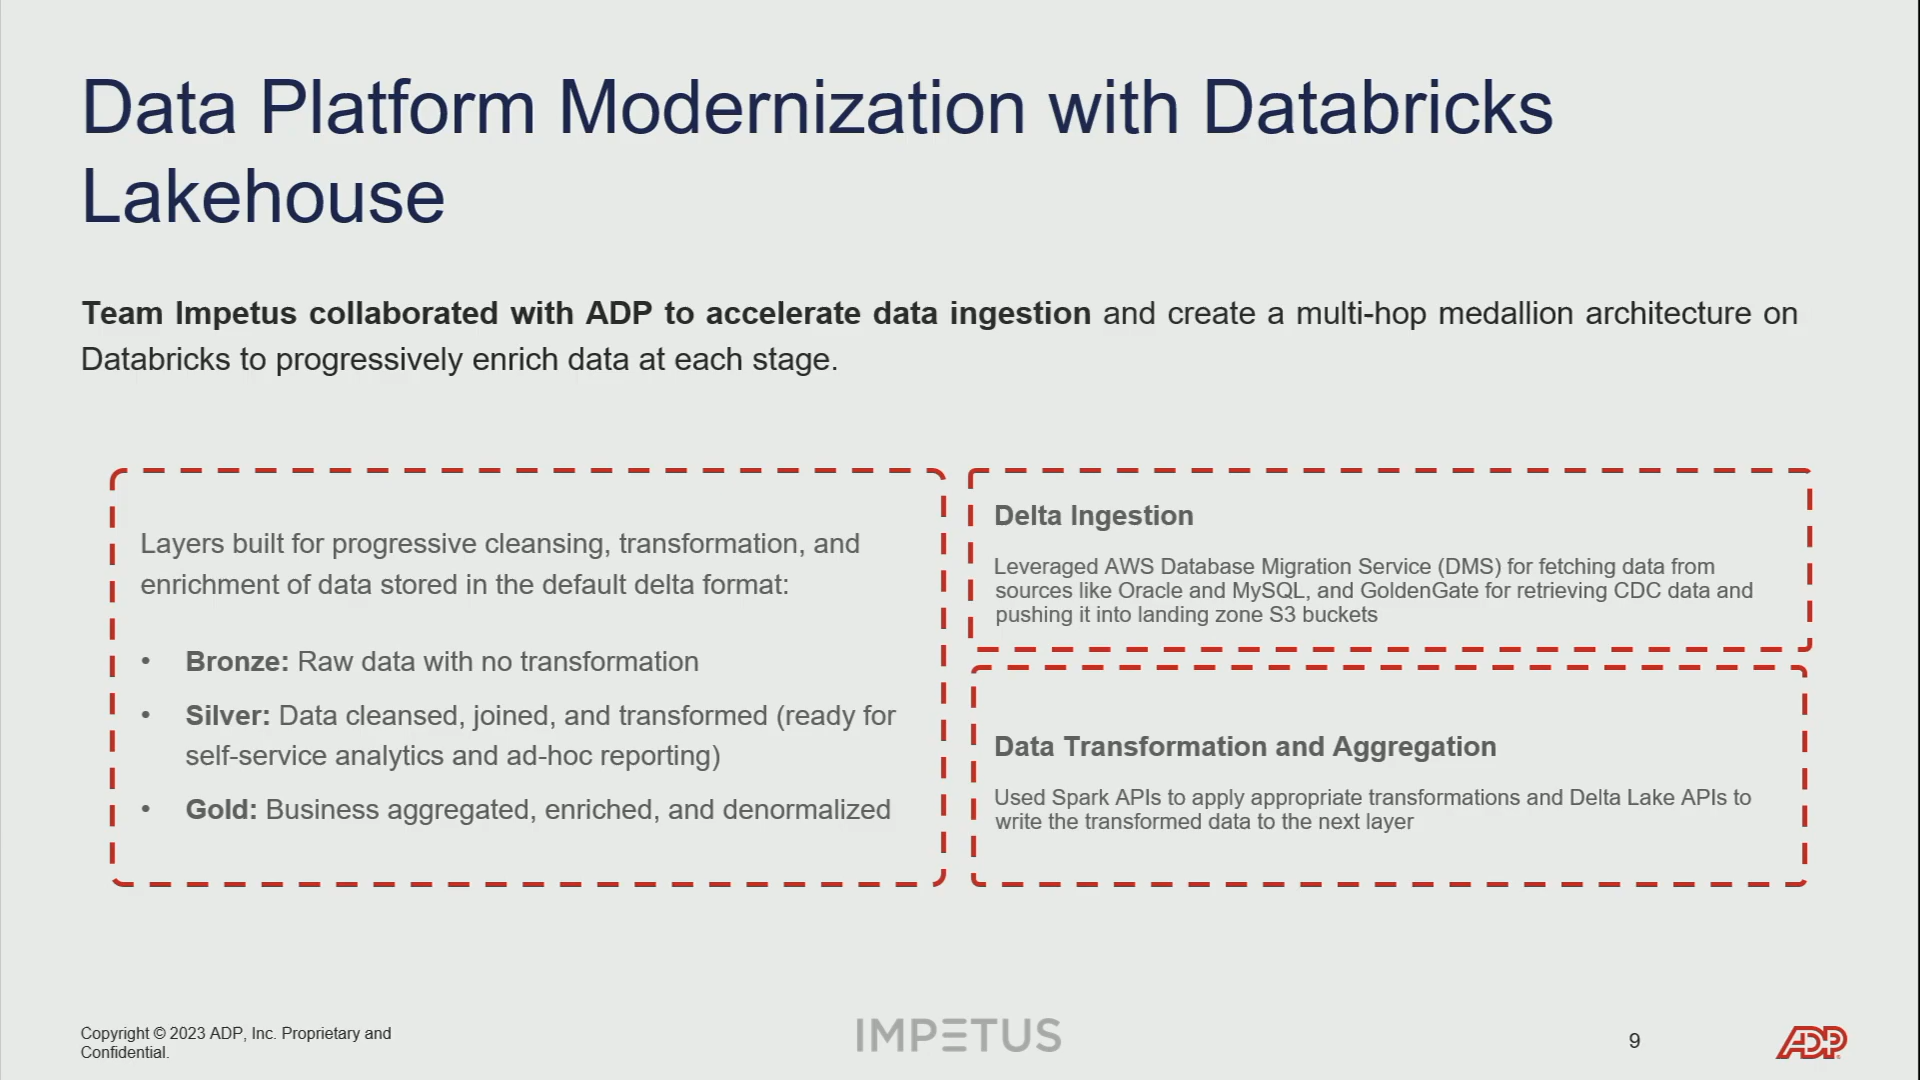 Data Platform Modernization with Databricks
Lakehouse
Team Impetus collaborated with ADP to accelerate data ingestion and create a multi-hop medallion architecture on
Databricks to progressively enrich data at each stage.
Layers built for progressive cleansing, transformation, and
enrichment of data stored in the default delta format:
• Bronze: Raw data with no transformation
• Silver: Data cleansed, joined, and transformed (ready for
self-service analytics and ad-hoc reporting)
• Gold: Business aggregated, enriched, and denormalized
Delta Ingestion
Leveraged AWS Database Migration Service (DMS) for fetching data from
sources like Oracle and MySQL, and GoldenGate for retrieving CDC data and
pushing it into landing zone S3 buckets
Data Transformation and Aggregation
Used Spark APIs to apply appropriate transformations and Delta Lake APIs to
write the transformed data to the next layer
Copyright © 2023 ADP, Inc. Proprietary and
Confidential.
IMPETUS
9
ADP